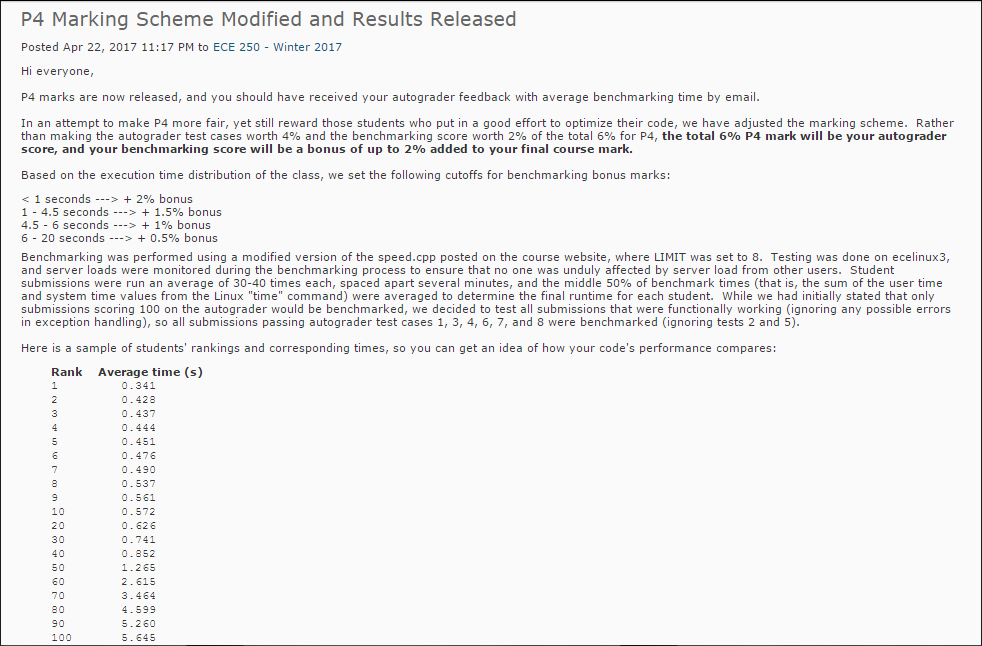 P4 Marking Scheme Modified and Results Released
Posted Apr 22, 2017 11:17 PM to ECE 250 - Winter 2017
Hi everyone,
P4 marks are now released, and you should have received your autograder feedback with average benchmarking time by email.
In an attempt to make P4 more fair, yet still reward those students who put in a good effort to optimize their code, we have adjusted the marking scheme.  Rather
than making the autograder test cases worth 4% and the benchmarking score worth 2% of the total 6% for P4, the total 6% P4 mark will be your autograder
score, and your benchmarking score will be a bonus of up to 2% added to your final course mark.
Based on the execution time distribution of the class, we set the following cutoffs for benchmarking bonus marks:
< 1 seconds ---> + 2% bonus
1 - 4.5 seconds ---> + 1.5% bonus
4.5 - 6 seconds ---> + 1% bonus
6 - 20 seconds ---> + 0.5% bonus
Benchmarking was performed using a modified version of the speed.cpp posted on the course website, where LIMIT was set to 8.  Testing was done on ecelinux3,
and server loads were monitored during the benchmarking process to ensure that no one was unduly affected by server load from other users.  Student
submissions were run an average of 30-40 times each, spaced apart several minutes, and the middle 50% of benchmark times (that is, the sum of the user time
and system time values from the Linux "time" command) were averaged to determine the final runtime for each student.  While we had initially stated that only
submissions scoring 100 on the autograder would be benchmarked, we decided to test all submissions that were functionally working (ignoring any possible errors
in exception handling), so all submissions passing autograder test cases 1, 3, 4, 6, 7, and 8 were benchmarked (ignoring tests 2 and 5).
Here is a sample of students' rankings and corresponding times, so you can get an idea of how your code's performance compares:
Rank Average time (s)
1 0.341
2 0.428
3 0.437
4 0.444
5 0.451
6 0.476
7 0.490
8 0.537
9 0.561
10 0.572
20 0.626
30 0.741
40 0.852
50 1.265
60 2.615
70 3.464
80 4.599
90 5.260
100 5.645